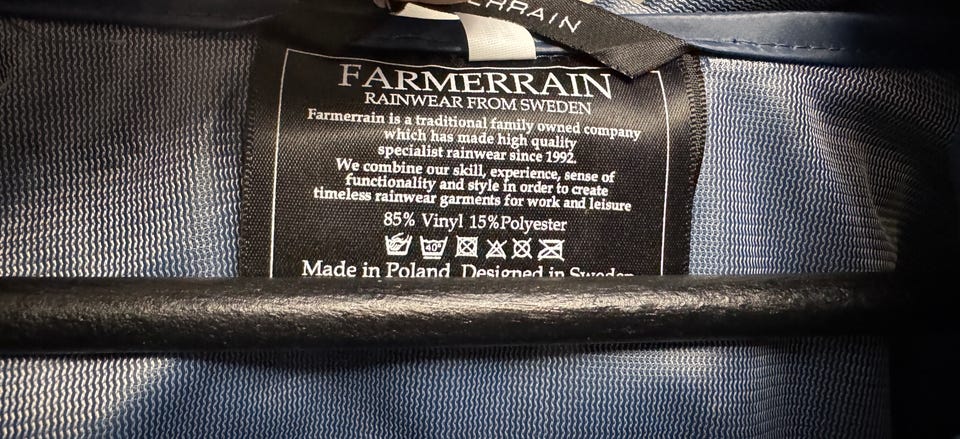 RRAIN
FARMERRAIN
RAINWEAR FROM SWEDEN
Farmerrain is a traditional family owned company
which has made high quality
specialist rainwear since 1992.
We combine our skill, experience, sense of
functionality and style in order to create
timeless rainwear garments for work and leisure
85% Vinyl 15%Polyester
40°
Made in Poland Designed in Sweden